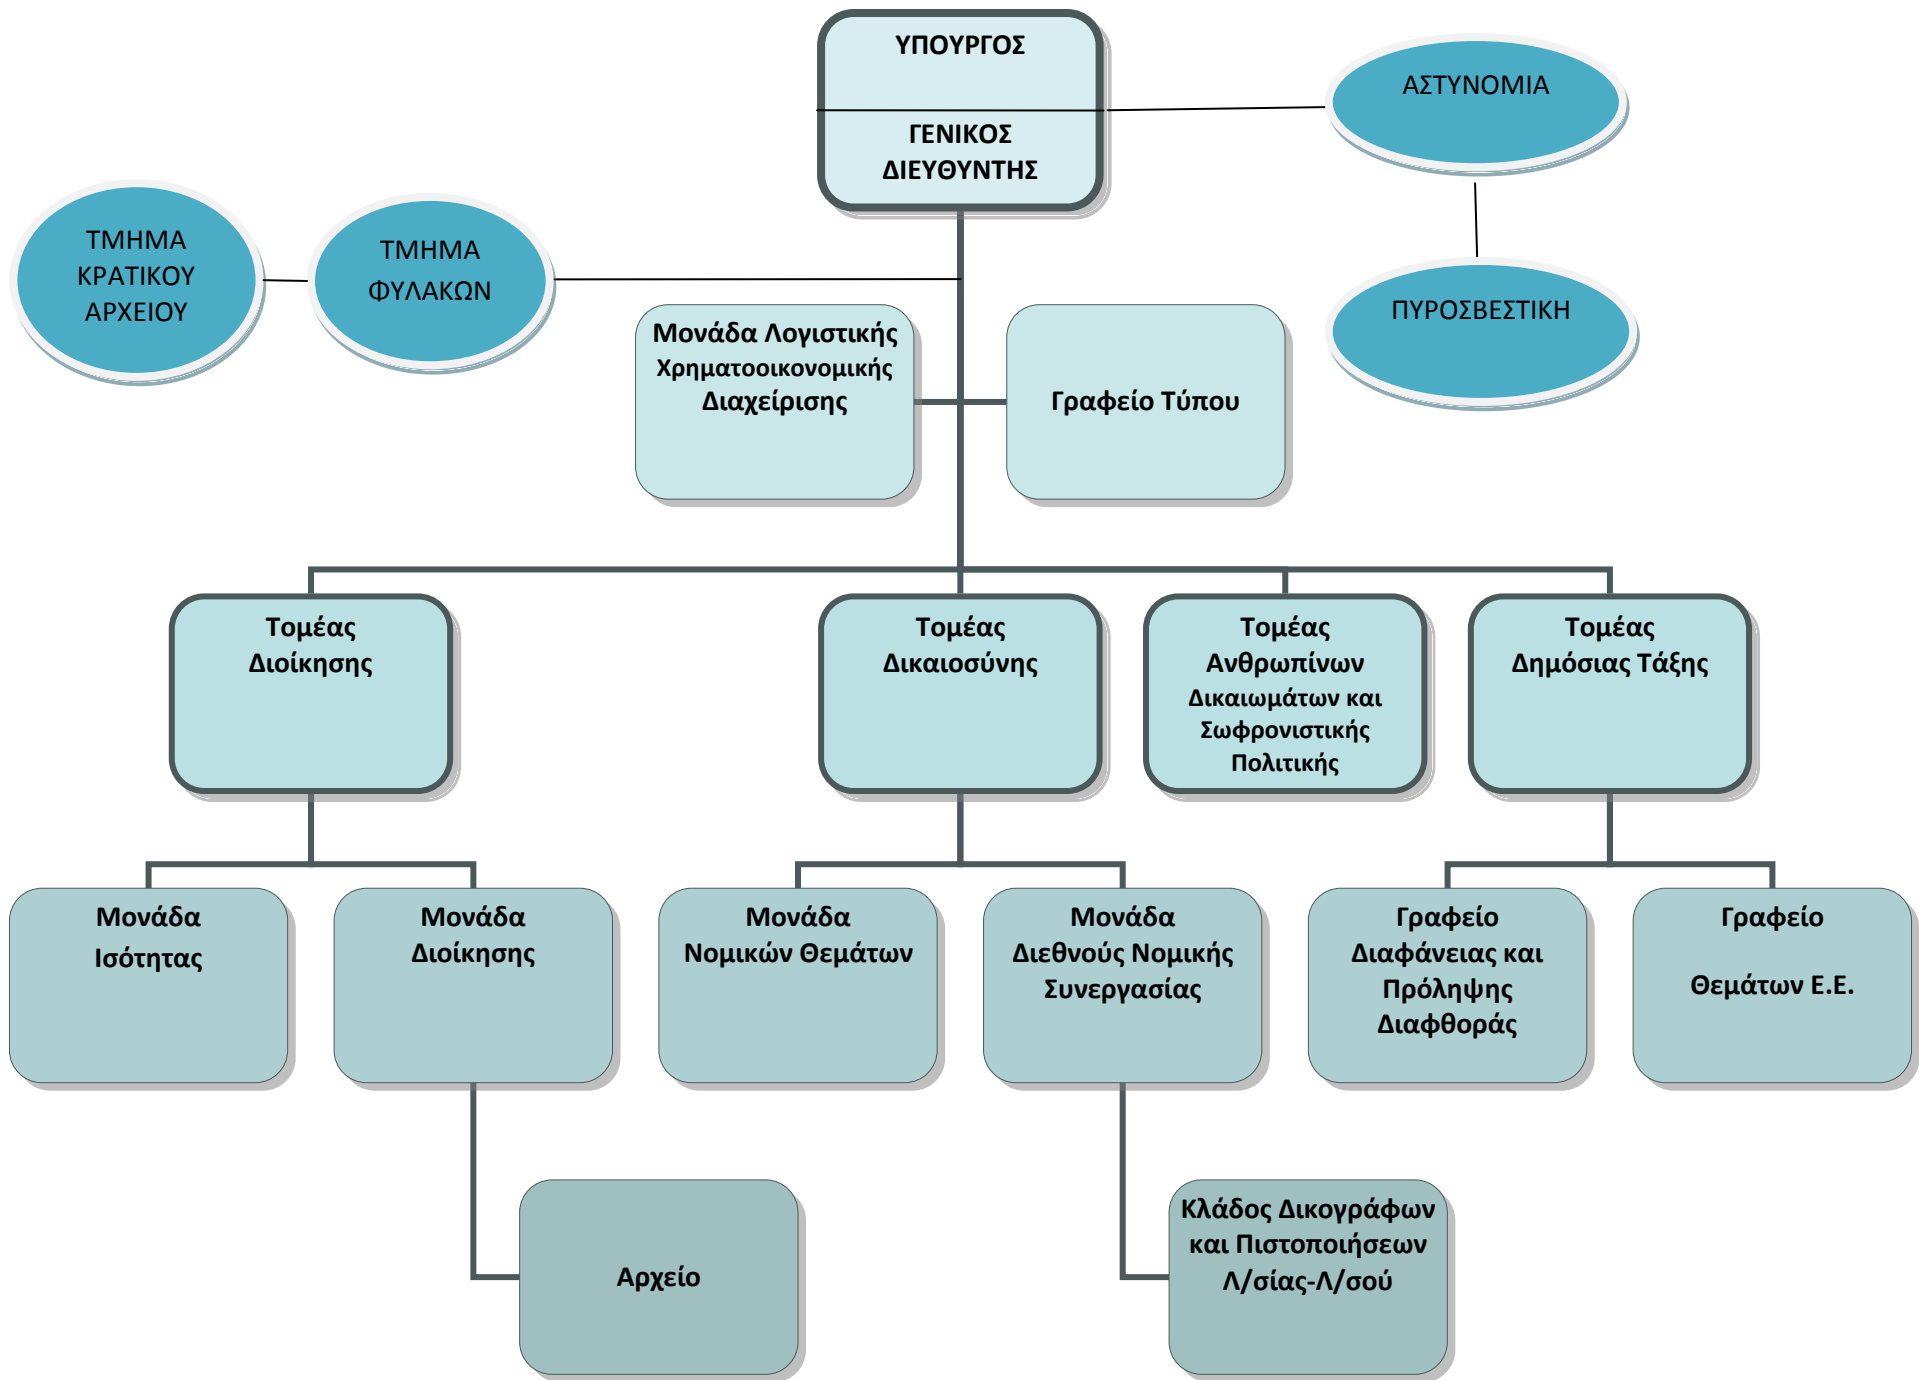 ΥΠΟΥΡΓΟΣ
ΓΕΝΙΚΟΣ
ΔΙΕΥΘΥΝΤΗΣ
ΑΣΤΥΝΟΜΙΑ
ΤΜΗΜΑ
ΚΡΑΤΙΚΟΥ
ΑΡΧΕΙΟΥ
ΤΜΗΜΑ
ΦΥΛΑΚΩΝ
ΠΥΡΟΣΒΕΣΤΙΚΗ
Μονάδα Λογιστικής
Χρηματοοικονομικής
Διαχείρισης
Γραφείο Τύπου
Τομέας
Διοίκησης
Τομέας
Δικαιοσύνης
Τομέας
Ανθρωπίνων
Δικαιωμάτων και
Σωφρονιστικής
Πολιτικής
Τομέας
Δημόσιας Τάξης
Μονάδα
Ισότητας
Μονάδα
Διοίκησης
Μονάδα
Νομικών Θεμάτων
Μονάδα
Διεθνούς Νομικής
Συνεργασίας
Γραφείο
Διαφάνειας και
Πρόληψης
Διαφθοράς
Γραφείο
Θεμάτων Ε.Ε.
Αρχείο
Κλάδος Δικογράφων
και Πιστοποιήσεων
Λ/σίας-Λ/σού